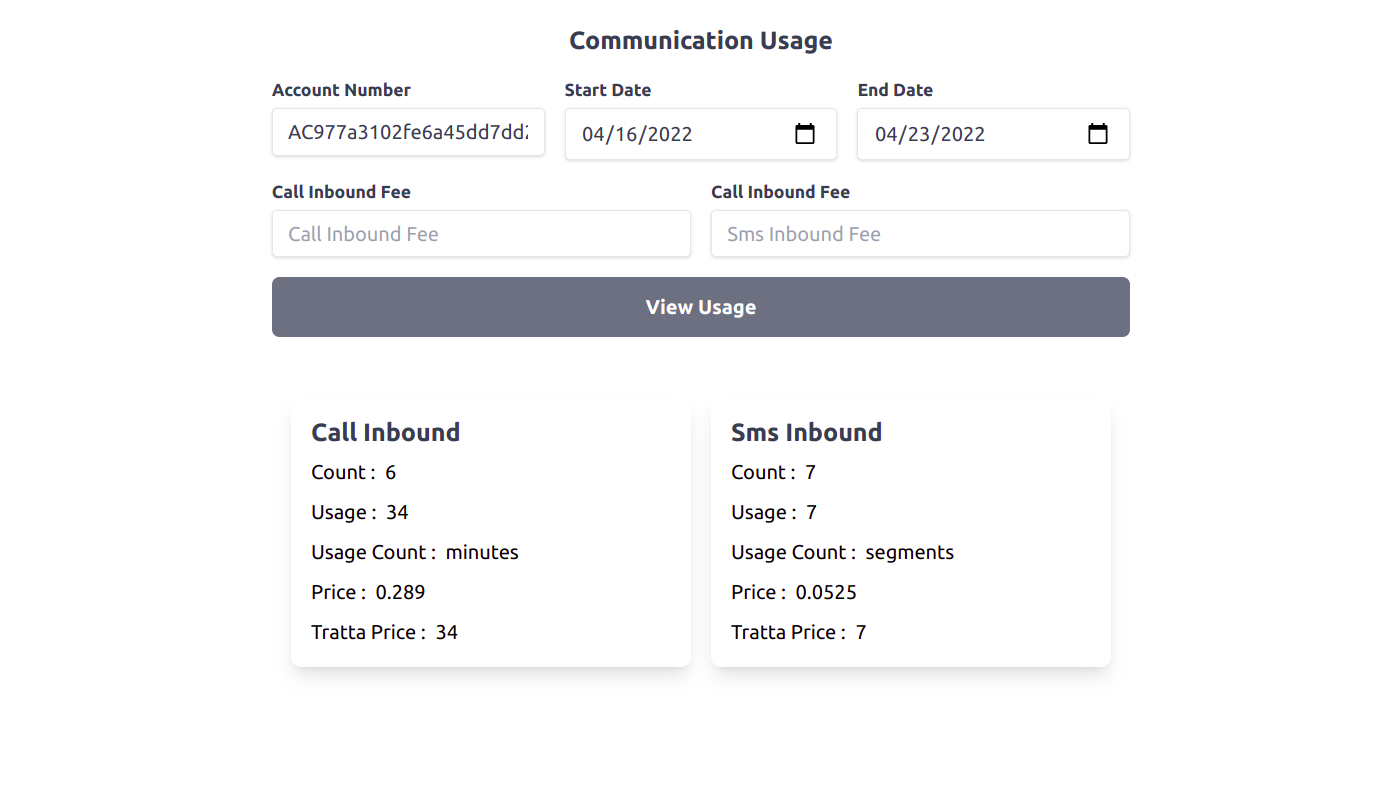 Communication Usage
Account Number
Start Date
End Date
AC977a3102fe6a45dd7dd2
04/16/2022
04/23/2022
Call Inbound Fee
Call Inbound Fee
Call Inbound Fee
Sms Inbound Fee
View Usage
Call Inbound
Count : 6
Usage : 34
Usage Count : minutes
Price : 0.289
Tratta Price : 34
Sms Inbound
Count : 7
Usage : 7
Usage Count : segments
Price : 0.0525
Tratta Price : 7